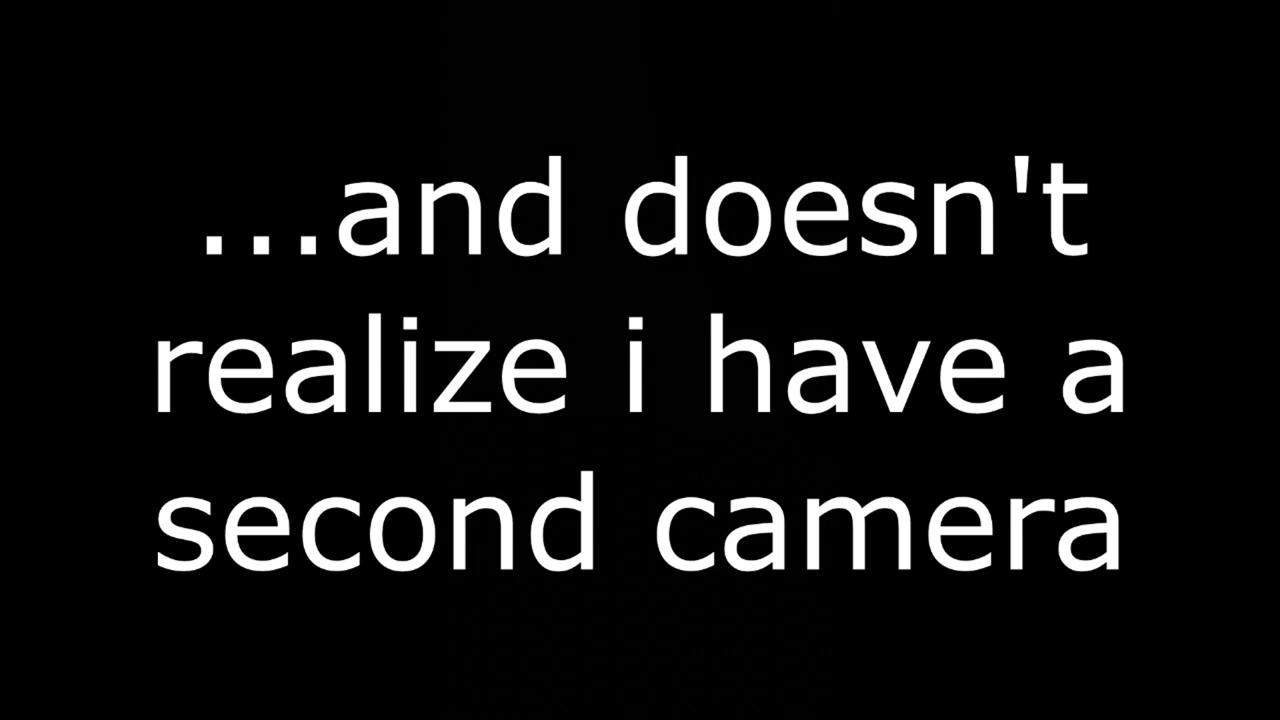 ...and doesn't
realize i have a
second camera